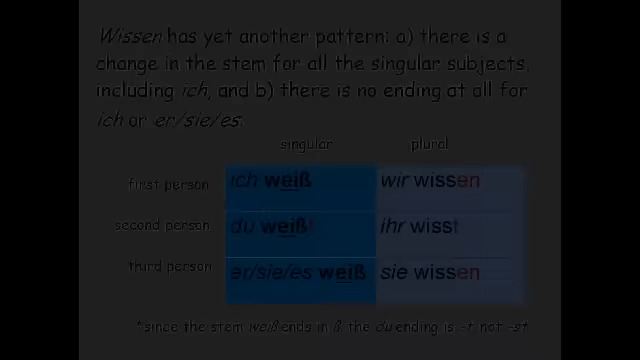 Wissen has yet another pattern: a) there is a
change in the stem for all the singular subjects,
including ich, and b) there is no ending at all for
ich or er/sie/es.
singular plural
first person ich weiß wir wissen
second person du weißt ihr wisst
third person er/sie/es weiß sie wissen
*since the stem weiß ends in ß the du ending is -t not -st